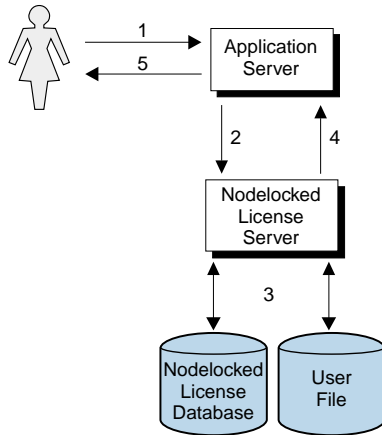 1
5
Application
Server
2
4
Nodelocked
License
Server
3
Nodelocked
License
Database
User
File